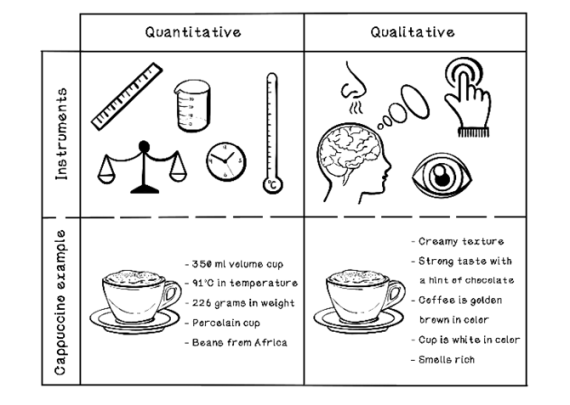 Quantitative
Qualitative
Instruments
°C
Cappuccino example
- 350 ml volume cup
- 91°C in temperature
- 226 grams in weight
- Porcelain cup
- Beans from Africa
- Creamy texture
- Strong taste with
a hint of chocolate
- Coffee is golden
brown in color
- Cup is white in color
- Smells rich